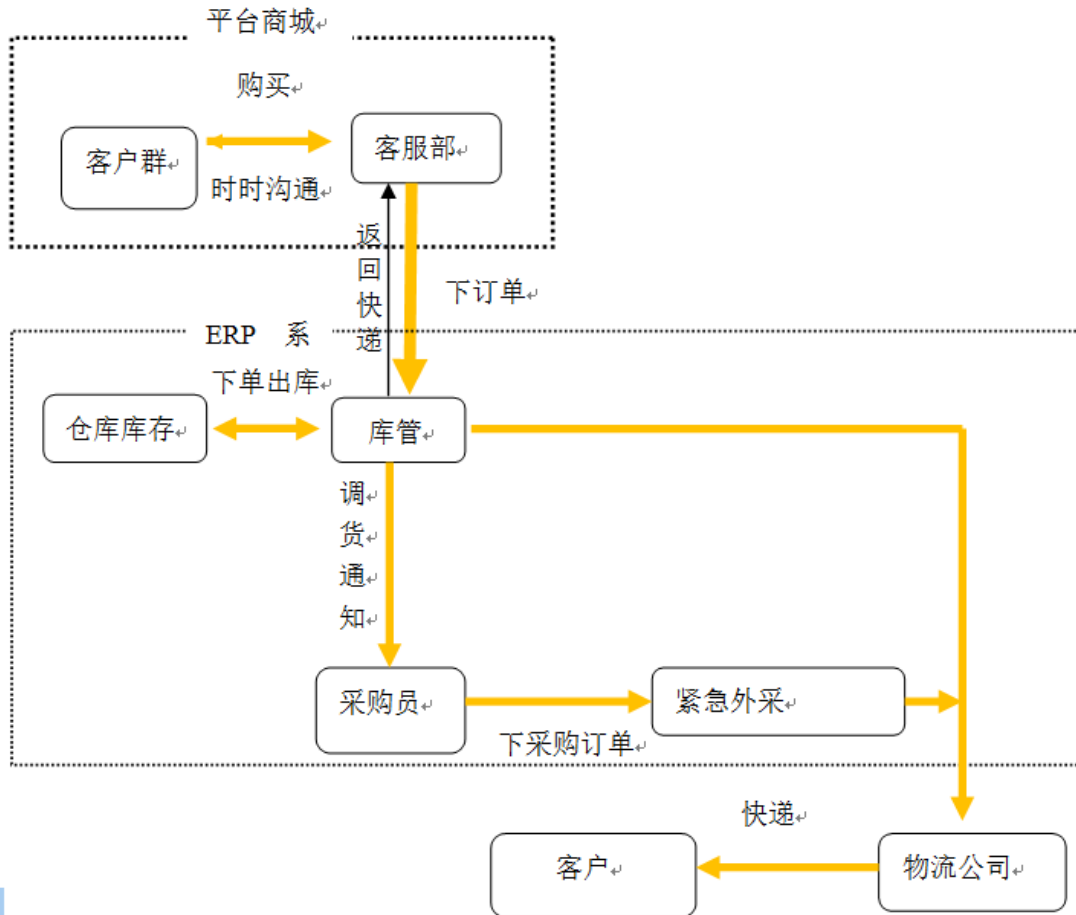 平台商城
购买
客户群
客服部
时时沟通
返回快递
下订单
ERP 系
下单出库
仓库库存
库管
调货通知
采购员
紧急外采
下采购订单
快递
客户
物流公司